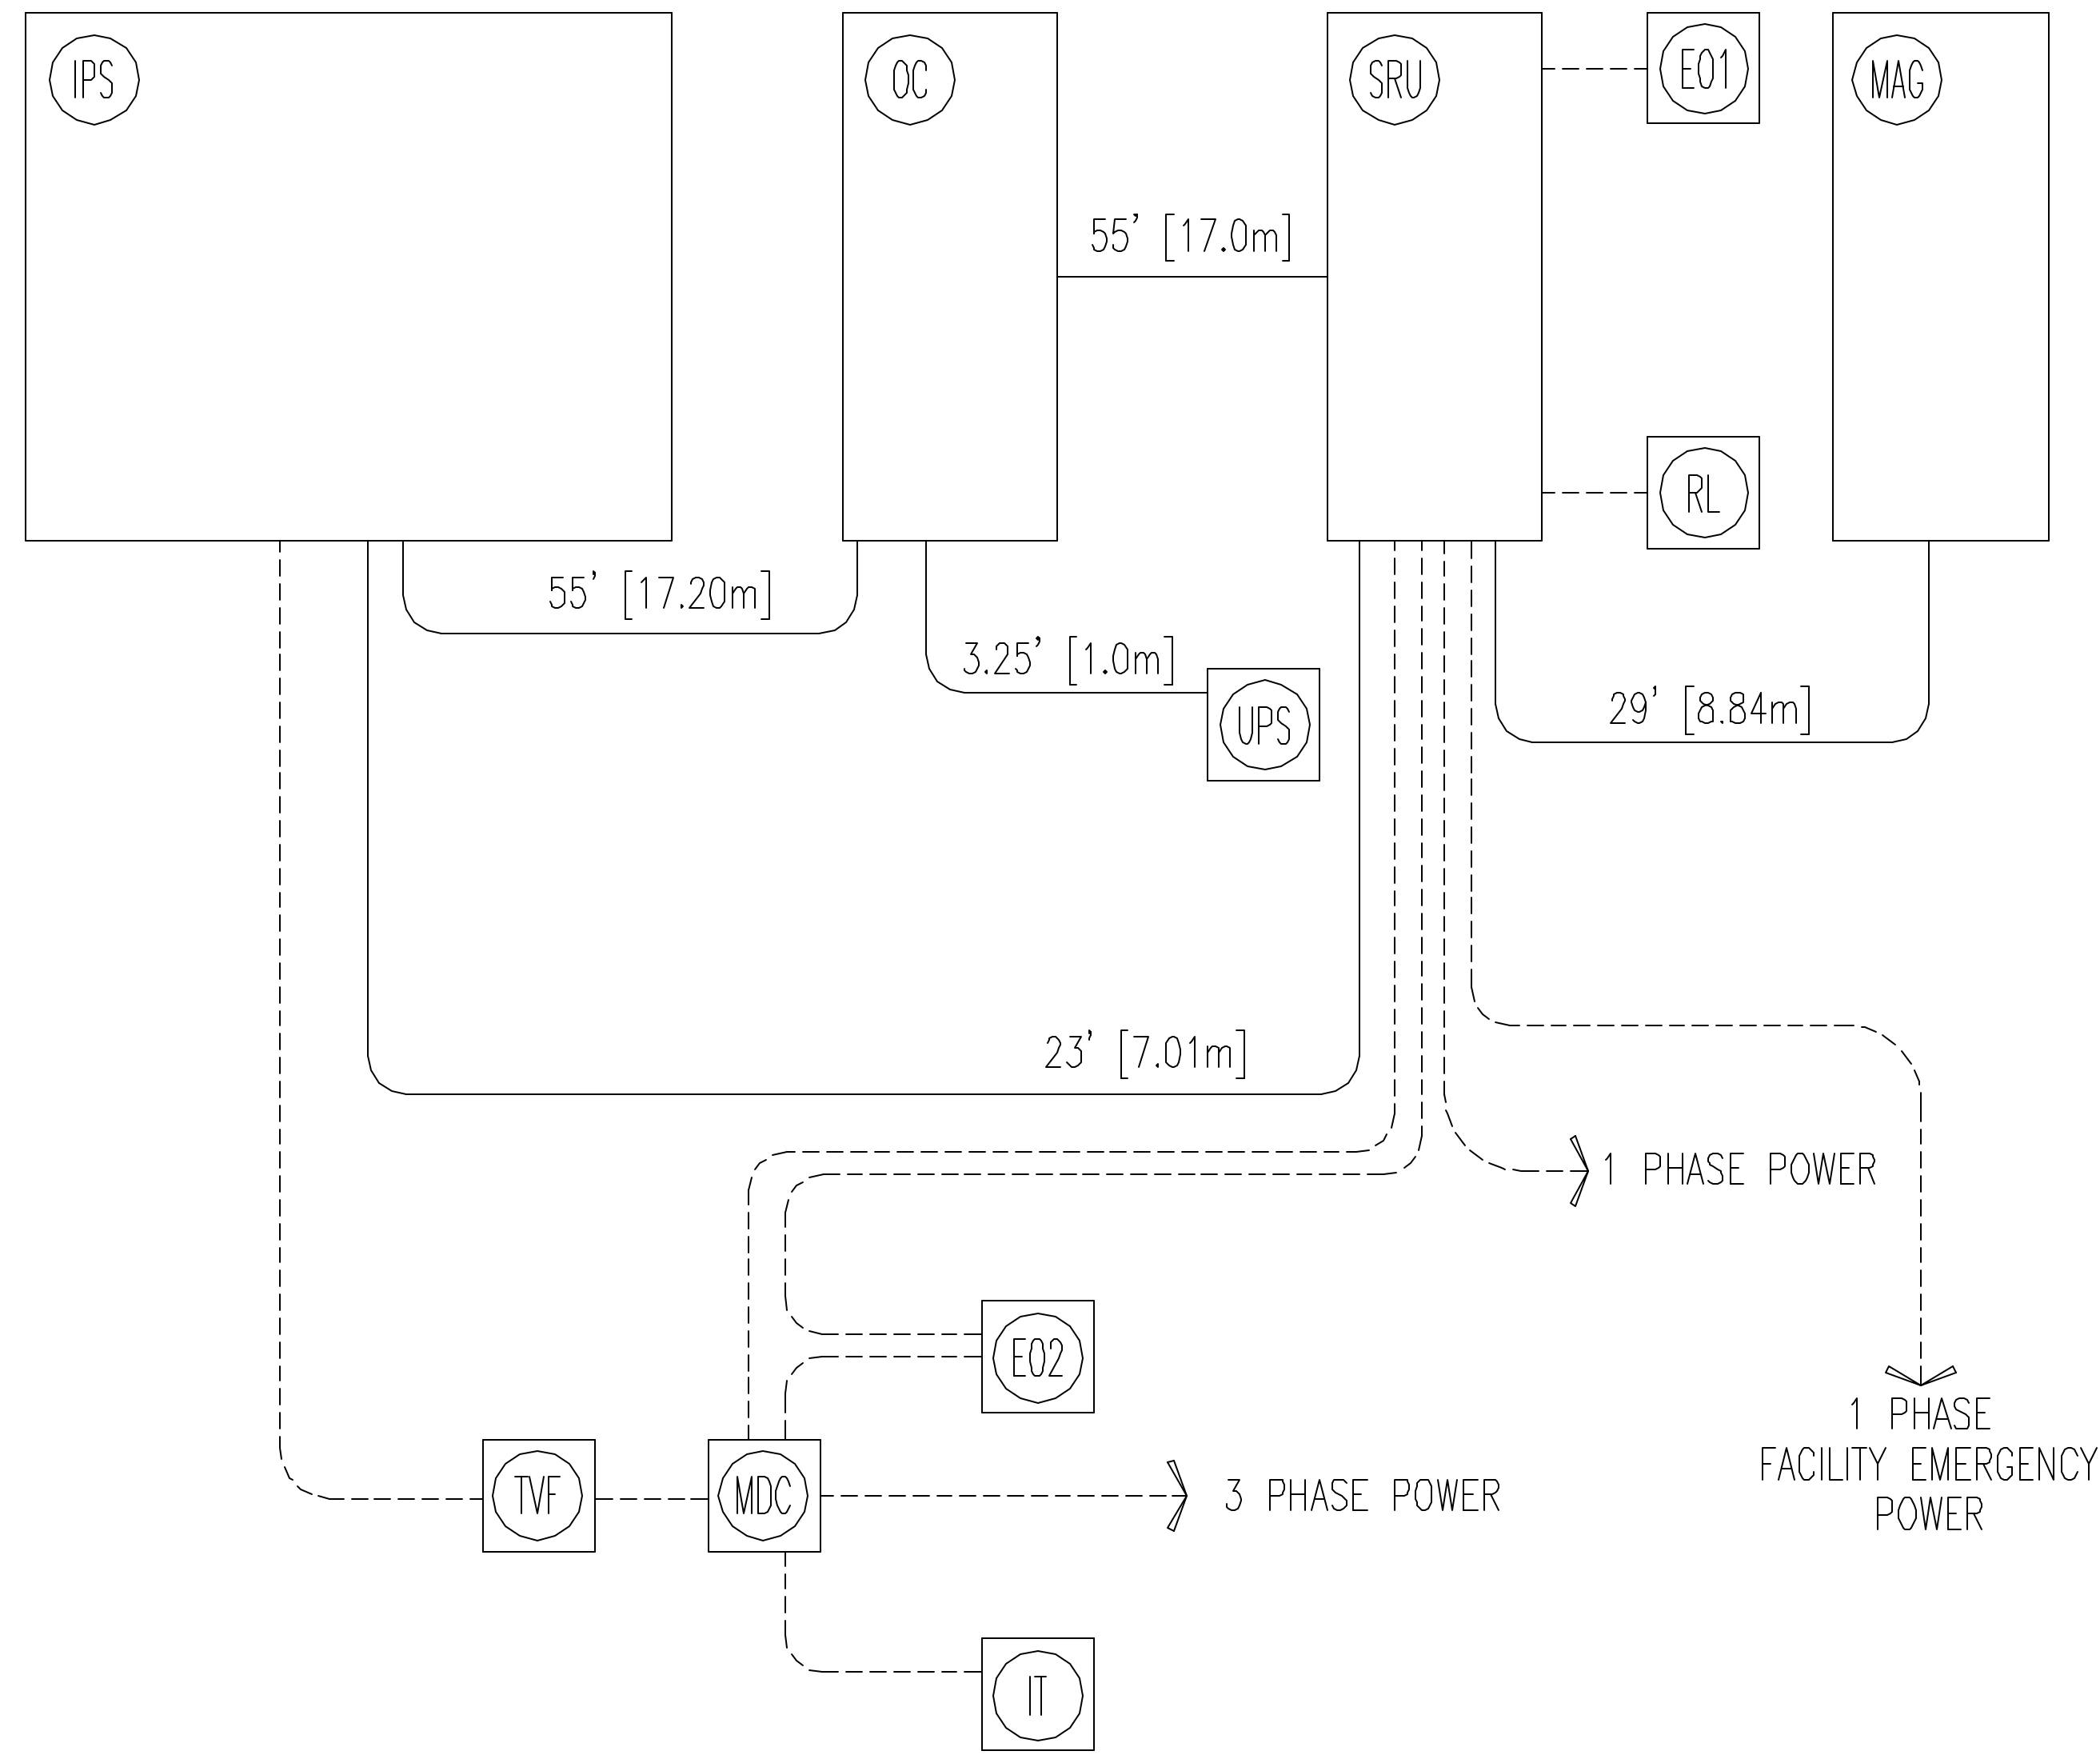 IPS
OC
SRU
EO1
MAG
55' [17.0m]
RL
55' [17.20m]
3.25' [1.0m]
UPS
29' [8.84m]
23' [7.01m]
1 PHASE POWER
EO2
1 PHASE
FACILITY EMERGENCY
POWER
TVF
MDC
3 PHASE POWER
IT